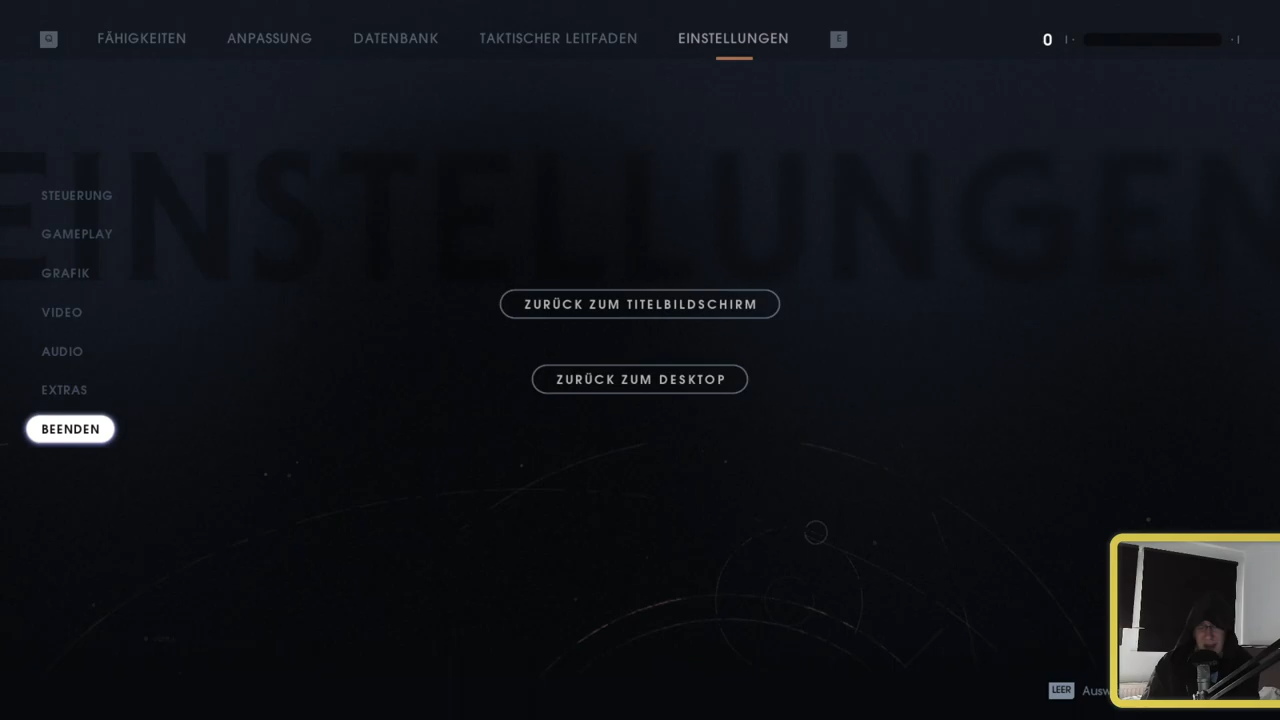 Q FÄHIGKEITEN ANPASSUNG DATENBANK TAKTISCHER LEITFADEN EINSTELLUNGEN E 0
EINSTELLUNGEN
STEUERUNG
GAMEPLAY
GRAFIK
VIDEO
AUDIO
EXTRAS
BEENDEN
ZURÜCK ZUM TITELBILDSCHIRM
ZURÜCK ZUM DESKTOP
LEER